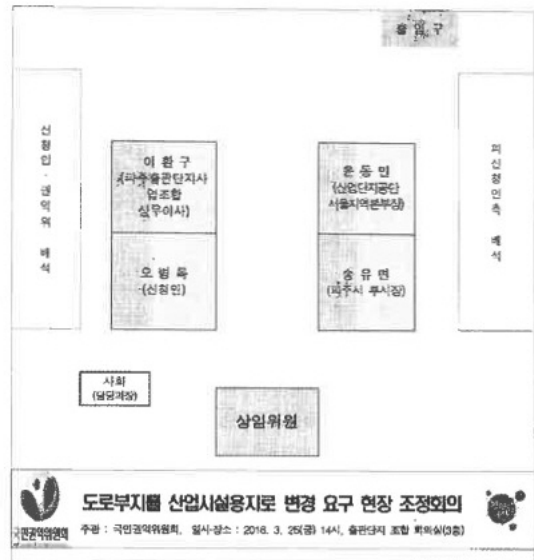 출입구
신청인·권익위 배석
이환구
(파주출판단지사
업조합
상무이사)
오병목
(신청인)
윤동민
(산업단지공단
서울지역본부장)
송유면
(파주시 부시장)
피신청인측 배석
사회
(담당과장)
상임위원
도로부지를 산업시설용지로 변경 요구 현장 조정회의
국민권익위원회
주관 : 국민권익위원회, 일시·장소 : 2016. 3. 25(금) 14시, 출판단지 조합 회의실(3층)